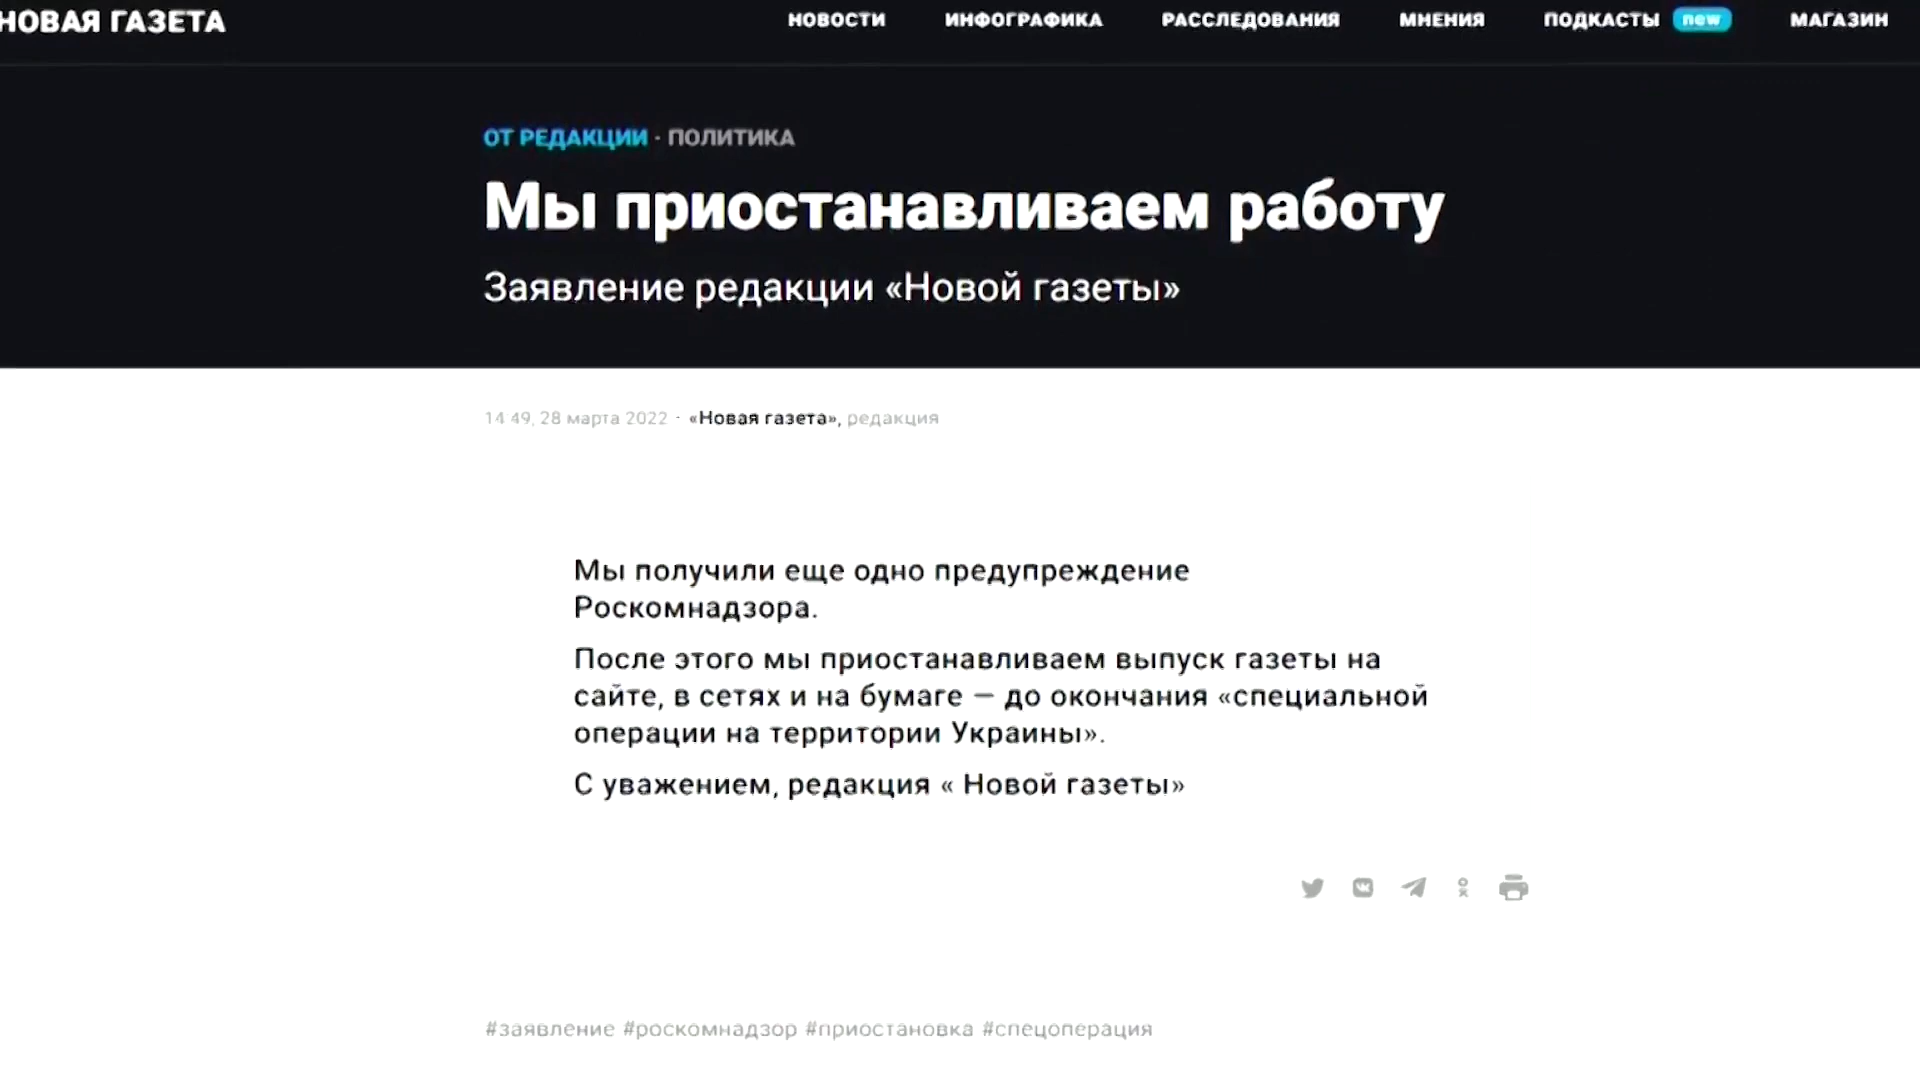 НОВАЯ ГАЗЕТА
НОВОСТИ ИНФОГРАФИКА РАССЛЕДОВАНИЯ МНЕНИЯ ПОДКАСТЫ new МАГАЗИН
ОТ РЕДАКЦИИ · ПОЛИТИКА
Мы приостанавливаем работу
Заявление редакции «Новой газеты»
14 49, 28 марта 2022 · «Новая газета», редакция
Мы получили еще одно предупреждение
Роскомнадзора.
После этого мы приостанавливаем выпуск газеты на
сайте, в сетях и на бумаге — до окончания «специальной
операции на территории Украины».
С уважением, редакция « Новой газеты»
#заявление #роскомнадзор #приостановка #спецоперация